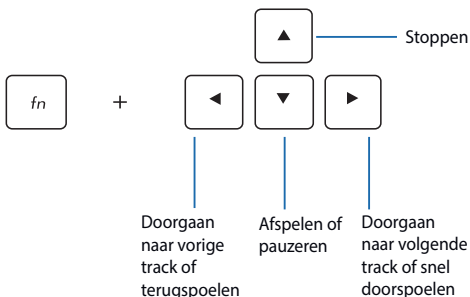 Stoppen
fn
+
Doorgaan
naar vorige
track of
terugspoelen
Afspelen of
pauzeren
Doorgaan
naar volgende
track of snel
doorspoelen